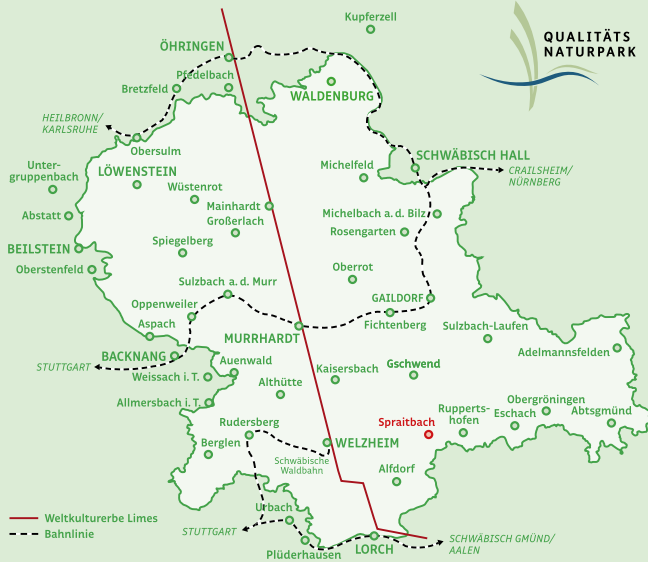 Kupferzell
QUALITÄTS
NATURPARK
ÖHRINGEN
Pfedelbach
Bretzfeld
WALDENBURG
HEILBRONN/
KARLSRUHE
Obersulm
SCHWÄBISCH HALL
Unter-
gruppenbach
LÖWENSTEIN
Michelfeld
CRAILSHEIM/
NÜRNBERG
Wüstenrot
Mainhardt
Abstatt
Michelbach a. d. Bilz
Großerlach
Rosengarten
BEILSTEIN
Spiegelberg
Oberstenfeld
Oberrot
Sulzbach a. d. Murr
GAILDORF
Oppenweiler
Fichtenberg
Aspach
Sulzbach-Laufen
MURRHARDT
BACKNANG
Adelmannsfelden
STUTTGART
Auenwald
Weissach i. T.
Kaisersbach
Gschwend
Althütte
Allmersbach i. T.
Obergröningen
Rupperts-
hofen
Eschach
Abtsgmünd
Spraitbach
Rudersberg
Berglen
WELZHEIM
Schwäbische
Waldbahn
Alfdorf
Urbach
Weltkulturerbe Limes
Bahnlinie
STUTTGART
Plüderhausen
LORCH
SCHWÄBISCH GMÜND/
AALEN